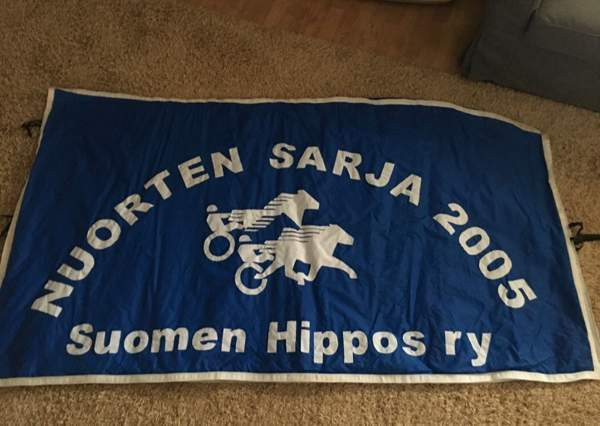 NUORTEN SARJA 2005
Suomen Hippos ry